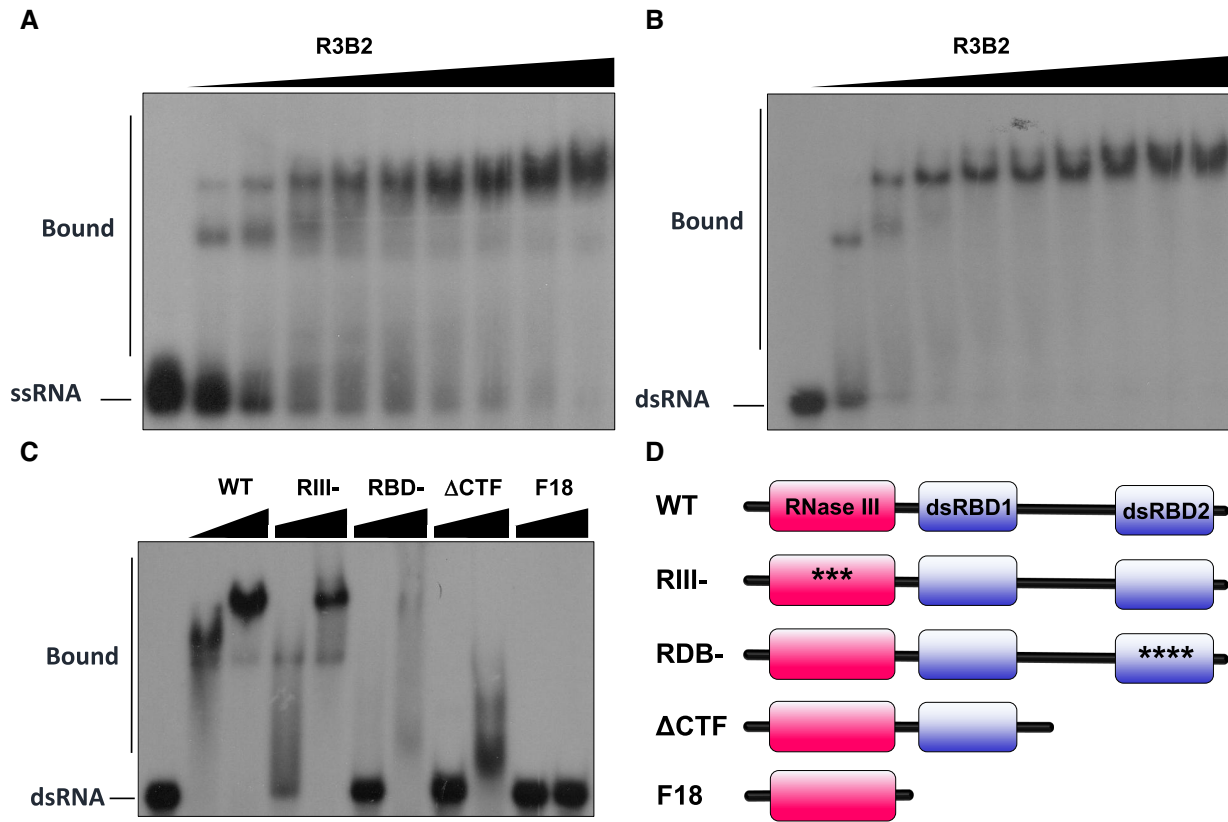 A
R3B2
Bound
ssRNA
B
R3B2
Bound
dsRNA
C
WT RIII- RBD- ΔCTF F18
Bound
dsRNA
D
WT RNase III dsRBD1 dsRBD2
RIII- ***
RDB- ****
ΔCTF
F18